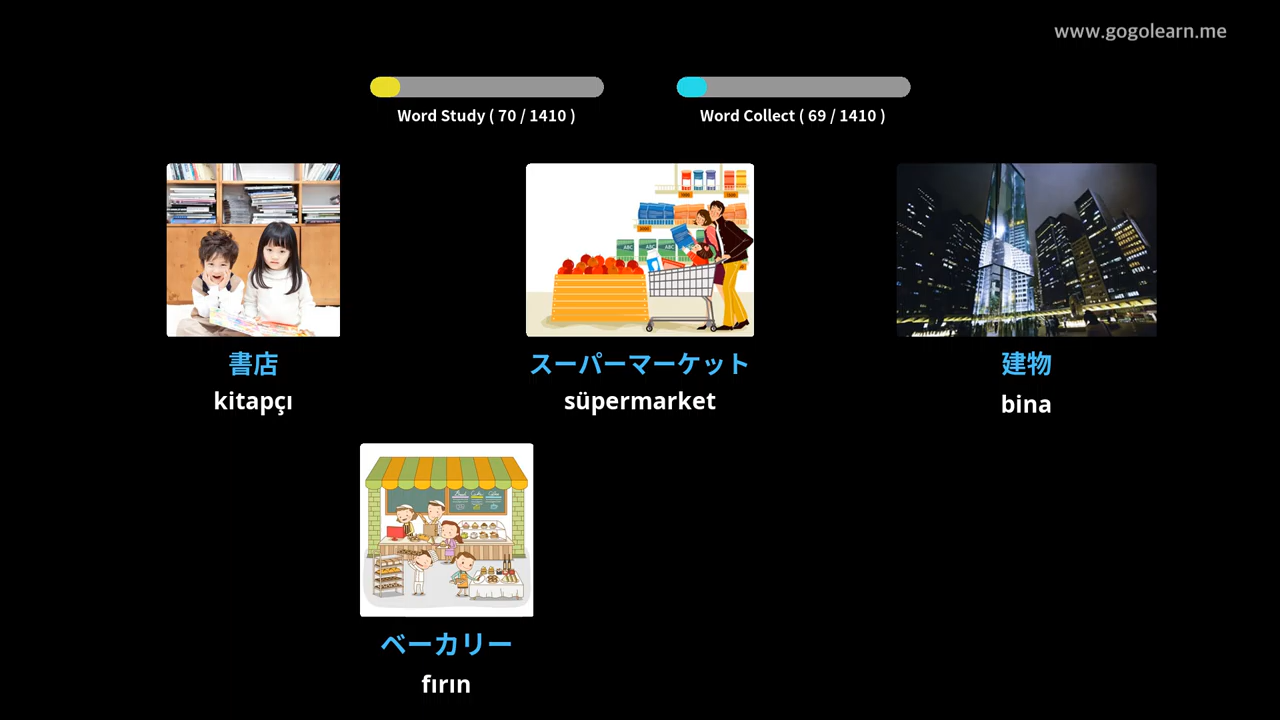 www.gogolearn.me
Word Study ( 70 / 1410 )
Word Collect ( 69 / 1410 )
書店
kitapçı
スーパーマーケット
süpermarket
建物
bina
ベーカリー
fırın